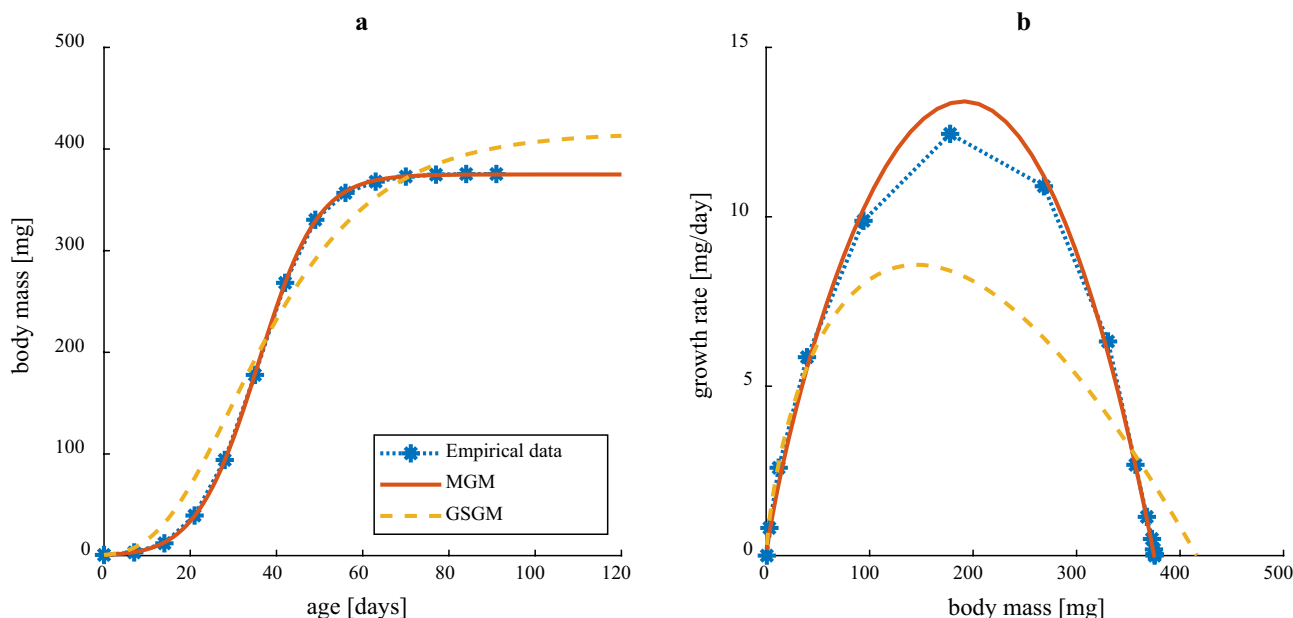 a
500
400
300
200
100
0
body mass [mg]
0 20 40 60 80 100 120
age [days]
Empirical data
MGM
GSGM
b
15
10
5
0
growth rate [mg/day]
0 100 200 300 400 500
body mass [mg]